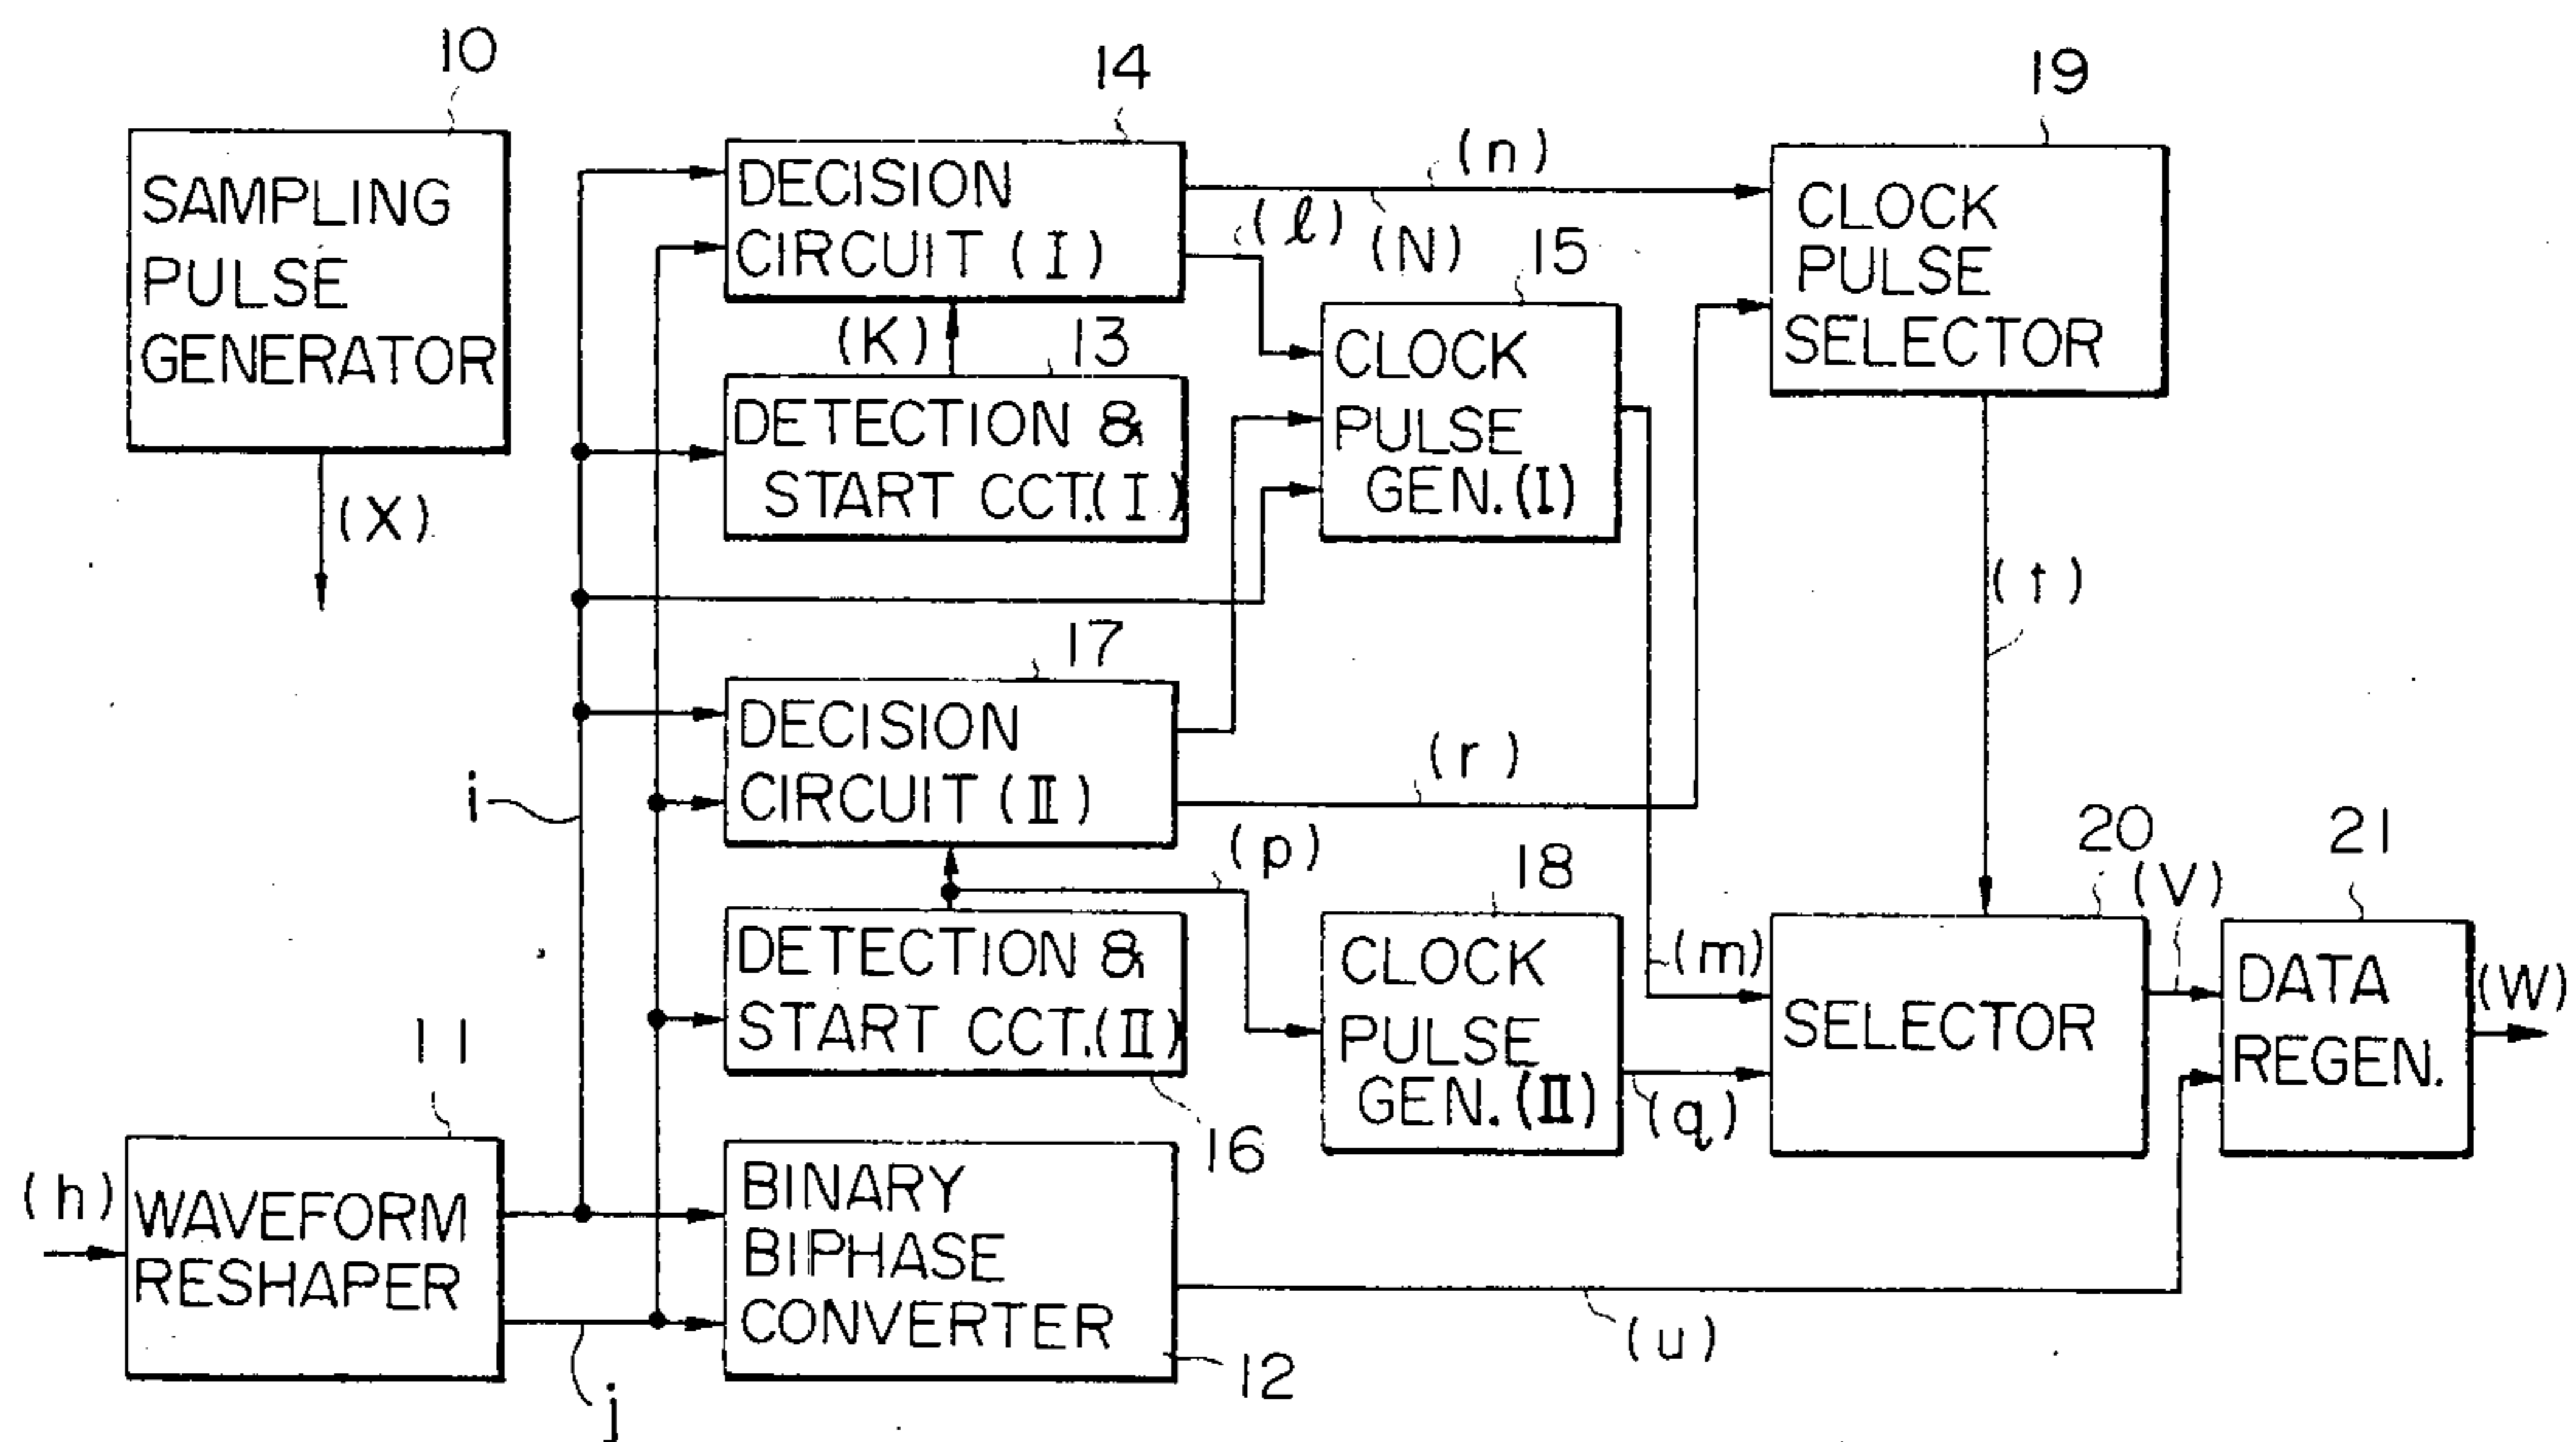 10
SAMPLING
PULSE
GENERATOR
(X)
14
DECISION
CIRCUIT (I)
(n)
(ℓ)
(N)
19
CLOCK
PULSE
SELECTOR
(K)
13
DETECTION &
START CCT.(I)
15
CLOCK
PULSE
GEN.(I)
(t)
17
DECISION
CIRCUIT (II)
(r)
i
(p)
DETECTION &
START CCT.(II)
16
18
CLOCK
PULSE
GEN.(II)
(m)
(q)
20
SELECTOR
(V)
21
DATA
REGEN.
(W)
11
(h)
WAVEFORM
RESHAPER
j
BINARY
BIPHASE
CONVERTER
12
(u)